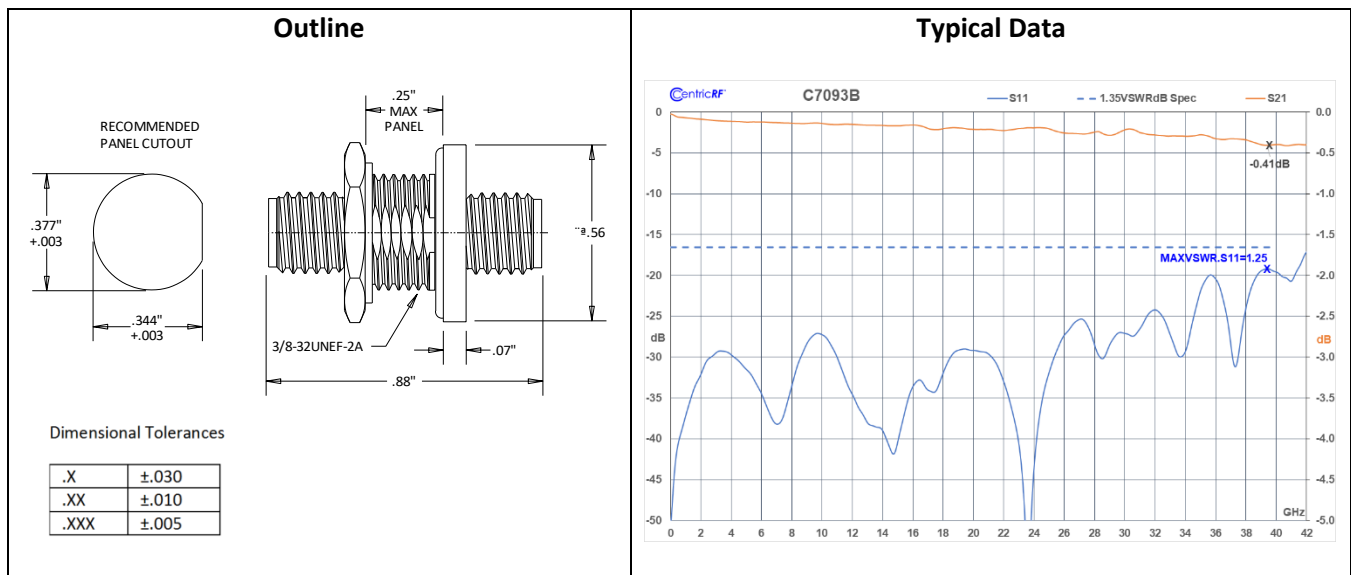 Outline
.25"
MAX
PANEL
RECOMMENDED
PANEL CUTOUT
.377"
+.003
.344"
+.003
.56
3/8-32UNEF-2A
.07"
.88"
Dimensional Tolerances
.X ±.030
.XX ±.010
.XXX ±.005
Typical Data
CentricRF
C7093B
S11
1.35VSWRdB Spec
S21
0
-5
-10
-15
-20
-25
dB
-30
-35
-40
-45
-50
0.0
-0.5
-1.0
-1.5
-2.0
-2.5
dB
-3.0
-3.5
-4.0
-4.5
-5.0
X
-0.41dB
MAXVSWR.S11=1.25
X
GHz
0 2 4 6 8 10 12 14 16 18 20 22 24 26 28 30 32 34 36 38 40 42